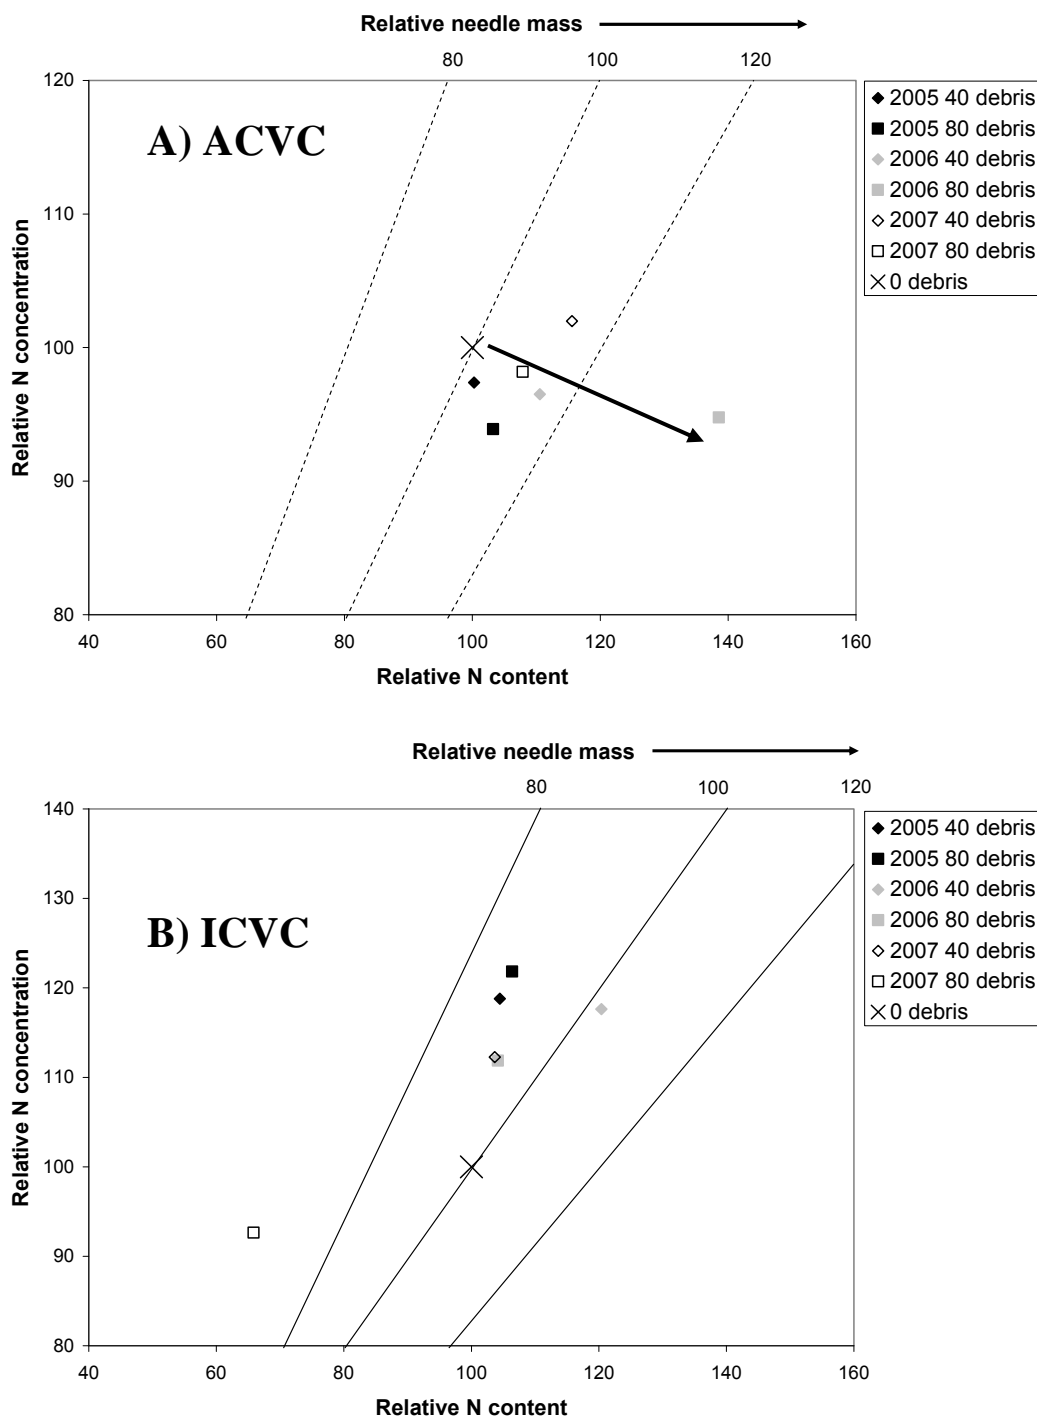 Relative needle mass
80 100 120
120
110
100
90
80
Relative N concentration
A) ACVC
2005 40 debris
2005 80 debris
2006 40 debris
2006 80 debris
2007 40 debris
2007 80 debris
0 debris
40 60 80 100 120 140 160
Relative N content
Relative needle mass
80 100 120
140
130
120
110
100
90
80
Relative N concentration
B) ICVC
2005 40 debris
2005 80 debris
2006 40 debris
2006 80 debris
2007 40 debris
2007 80 debris
0 debris
40 60 80 100 120 140 160
Relative N content